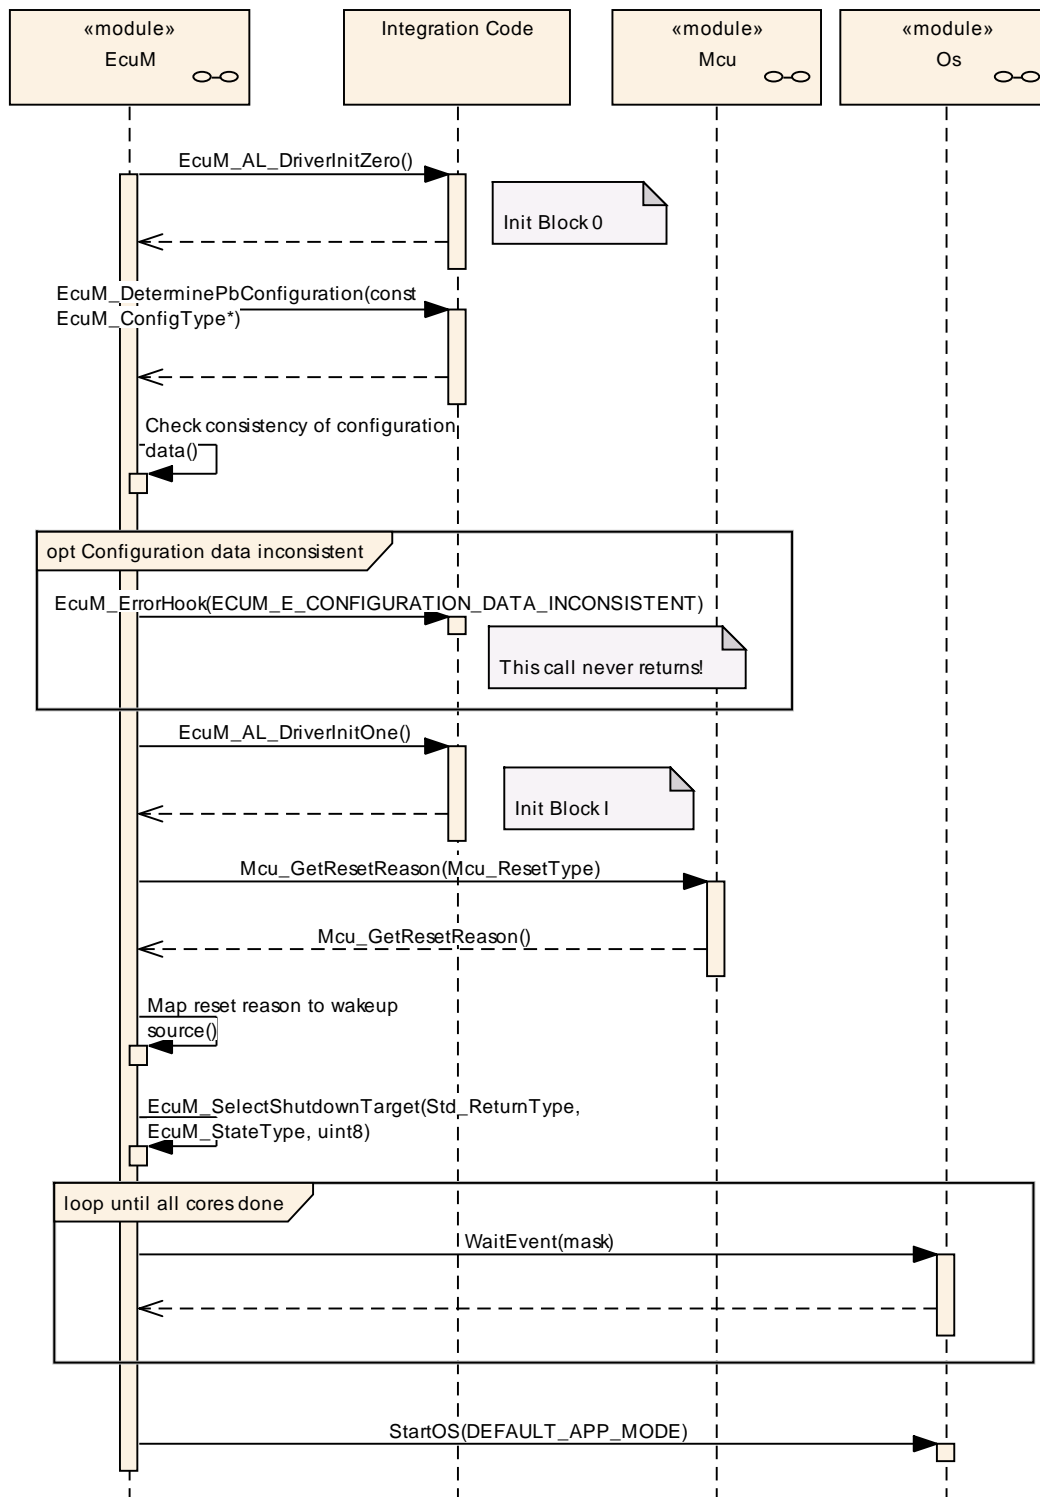 «module»
EcuM
Integration Code
«module»
Mcu
«module»
Os
EcuM_AL_DriverInitZero()
Init Block 0
EcuM_DeterminePbConfiguration(const
EcuM_ConfigType*)
Check consistency of configuration
data()
opt Configuration data inconsistent
EcuM_ErrorHook(ECUM_E_CONFIGURATION_DATA_INCONSISTENT)
This call never returns!
EcuM_AL_DriverInitOne()
Init Block I
Mcu_GetResetReason(Mcu_ResetType)
Mcu_GetResetReason()
Map reset reason to wakeup
source()
EcuM_SelectShutdownTarget(Std_ReturnType,
EcuM_StateType, uint8)
loop until all cores done
WaitEvent(mask)
StartOS(DEFAULT_APP_MODE)